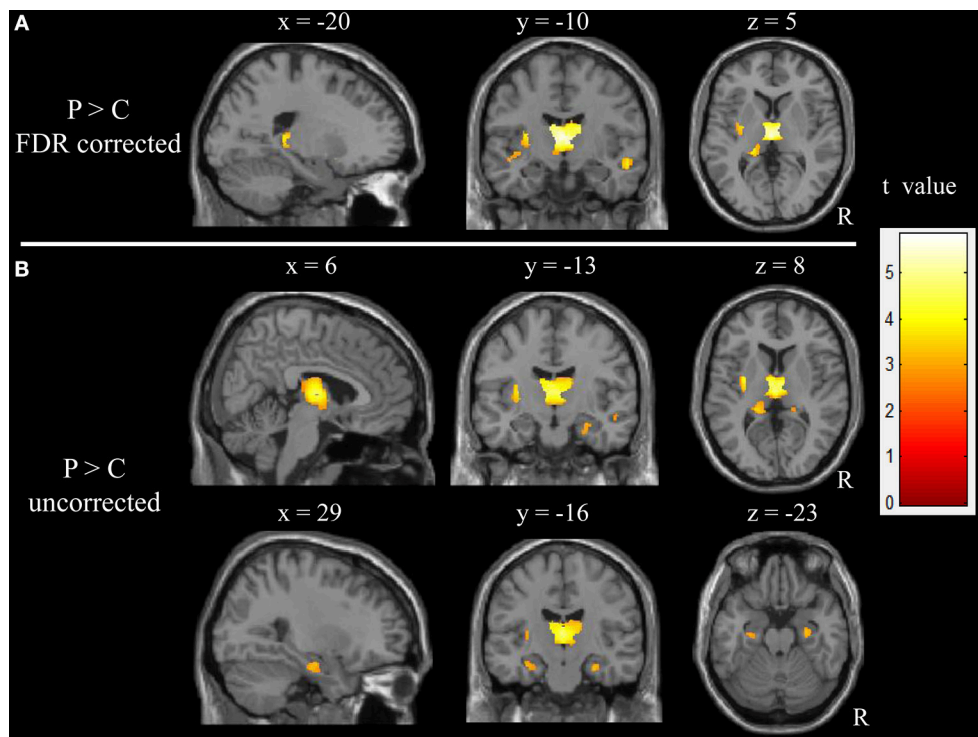 A
x = -20
y = -10
z = 5
P > C
FDR corrected
R
t value
B
x = 6
y = -13
z = 8
5
4
3
2
1
0
P > C
uncorrected
R
x = 29
y = -16
z = -23
R